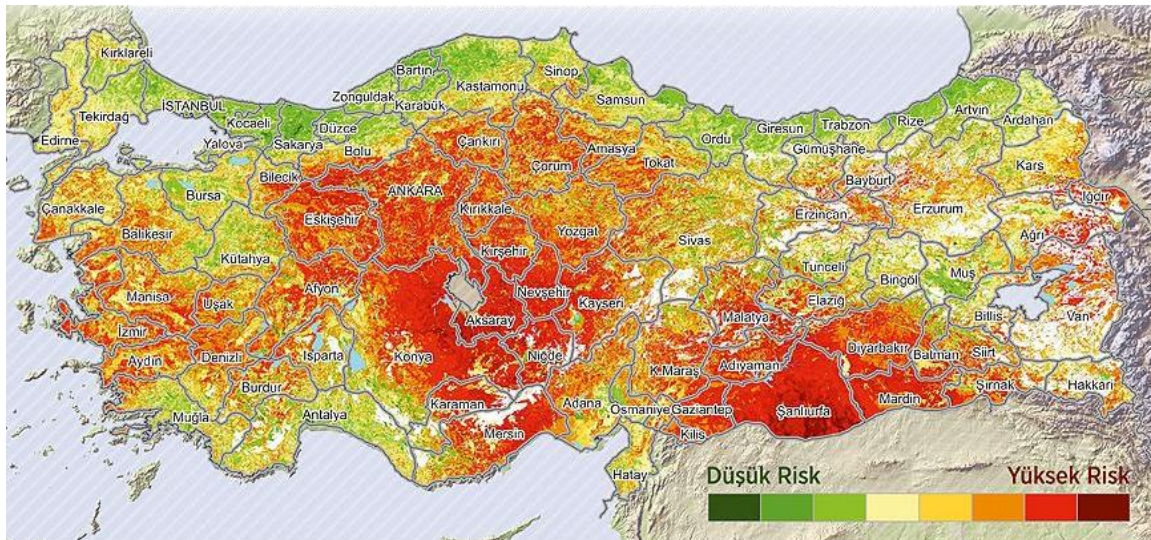 Kırklareli
Edirne
Tekirdağ
İSTANBUL
Kocaeli
Yalova
Sakarya
Düzce
Zonguldak
Bartın
Karabük
Kastamonu
Sinop
Samsun
Bolu
Bilecik
Bursa
Çanakkale
Balıkesir
Kütahya
Eskişehir
ANKARA
Çankırı
Çorum
Amasya
Tokat
Ordu
Giresun
Trabzon
Rize
Artvin
Ardahan
Gümüşhane
Bayburt
Kars
Iğdır
Erzincan
Erzurum
Ağrı
Kırıkkale
Kırşehir
Yozgat
Sivas
Tunceli
Bingöl
Muş
Manisa
Uşak
Afyon
İzmir
Aydın
Denizli
Isparta
Burdur
Muğla
Antalya
Konya
Aksaray
Nevşehir
Niğde
Kayseri
Karaman
Mersin
Adana
Osmaniye
Hatay
K.Maraş
Malatya
Elazığ
Adıyaman
Gaziantep
Kilis
Şanlıurfa
Diyarbakır
Batman
Mardin
Siirt
Billis
Van
Şırnak
Hakkari
Düşük Risk
Yüksek Risk